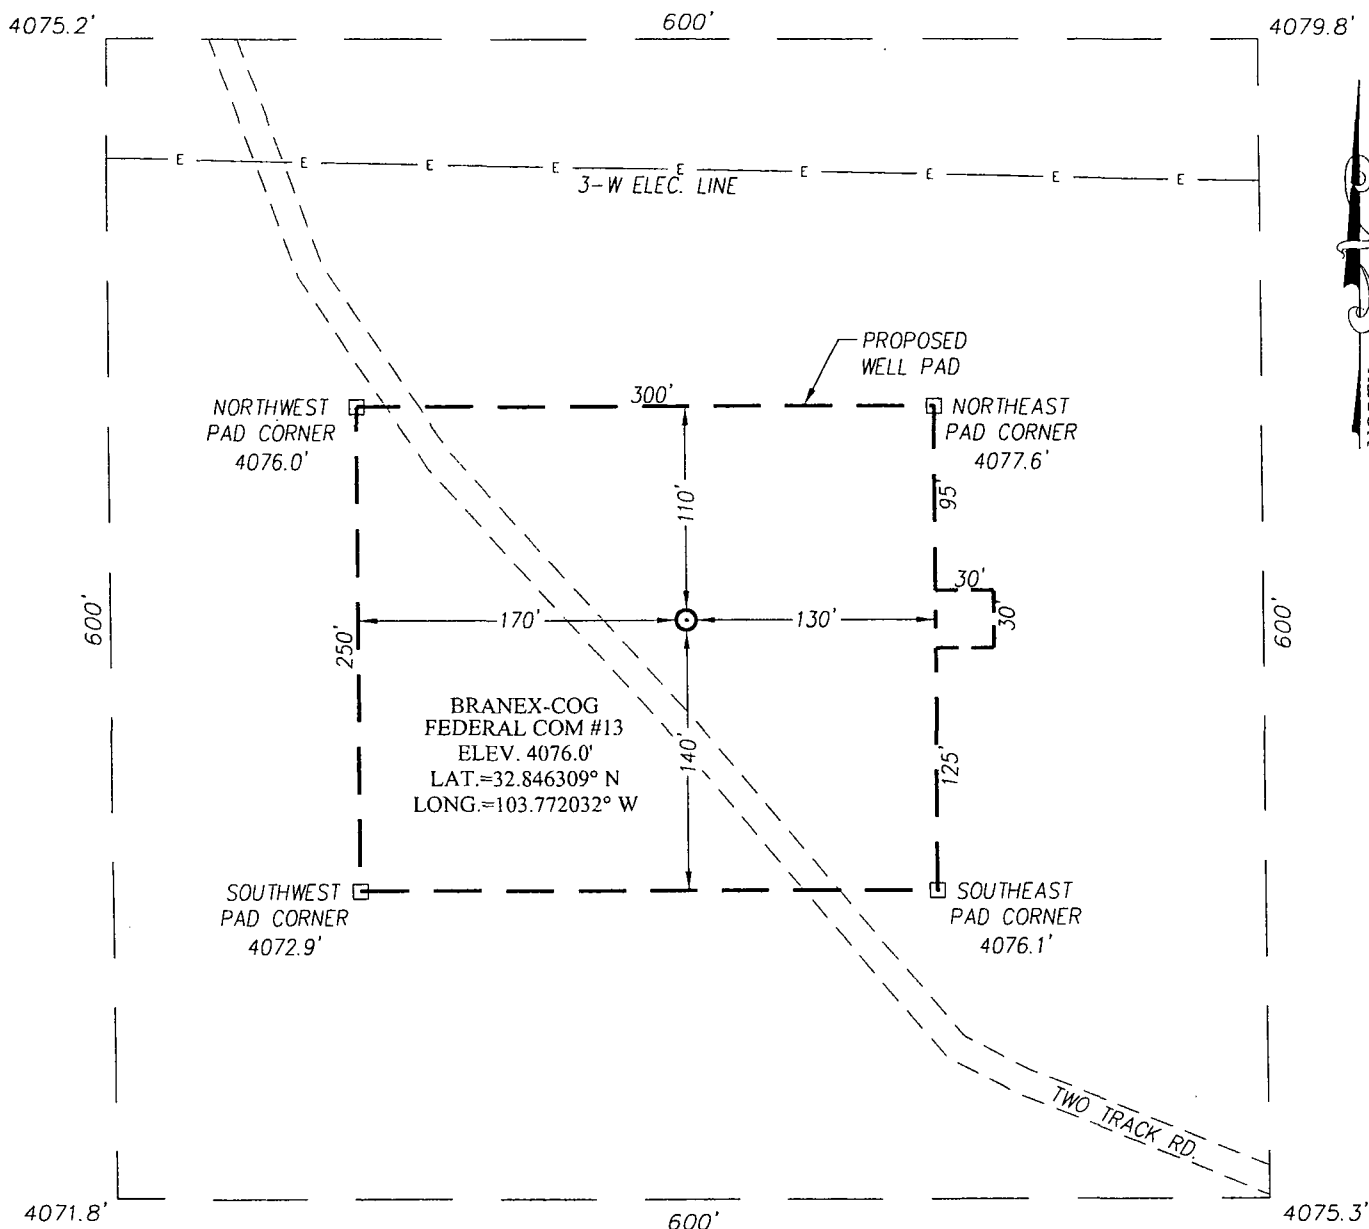 4075.2'
600'
4079.8'
E E E E E E E E E
3-W ELEC. LINE
PROPOSED
WELL PAD
300'
NORTHWEST
PAD CORNER
4076.0'
NORTHEAST
PAD CORNER
4077.6'
110'
95'
30'
30'
600'
250'
170'
130'
600'
BRANEX-COG
FEDERAL COM #13
ELEV. 4076.0'
LAT.=32.846309° N
LONG.=103.772032° W
140'
125'
SOUTHWEST
PAD CORNER
4072.9'
SOUTHEAST
PAD CORNER
4076.1'
TWO TRACK RD.
4071.8'
600'
4075.3'